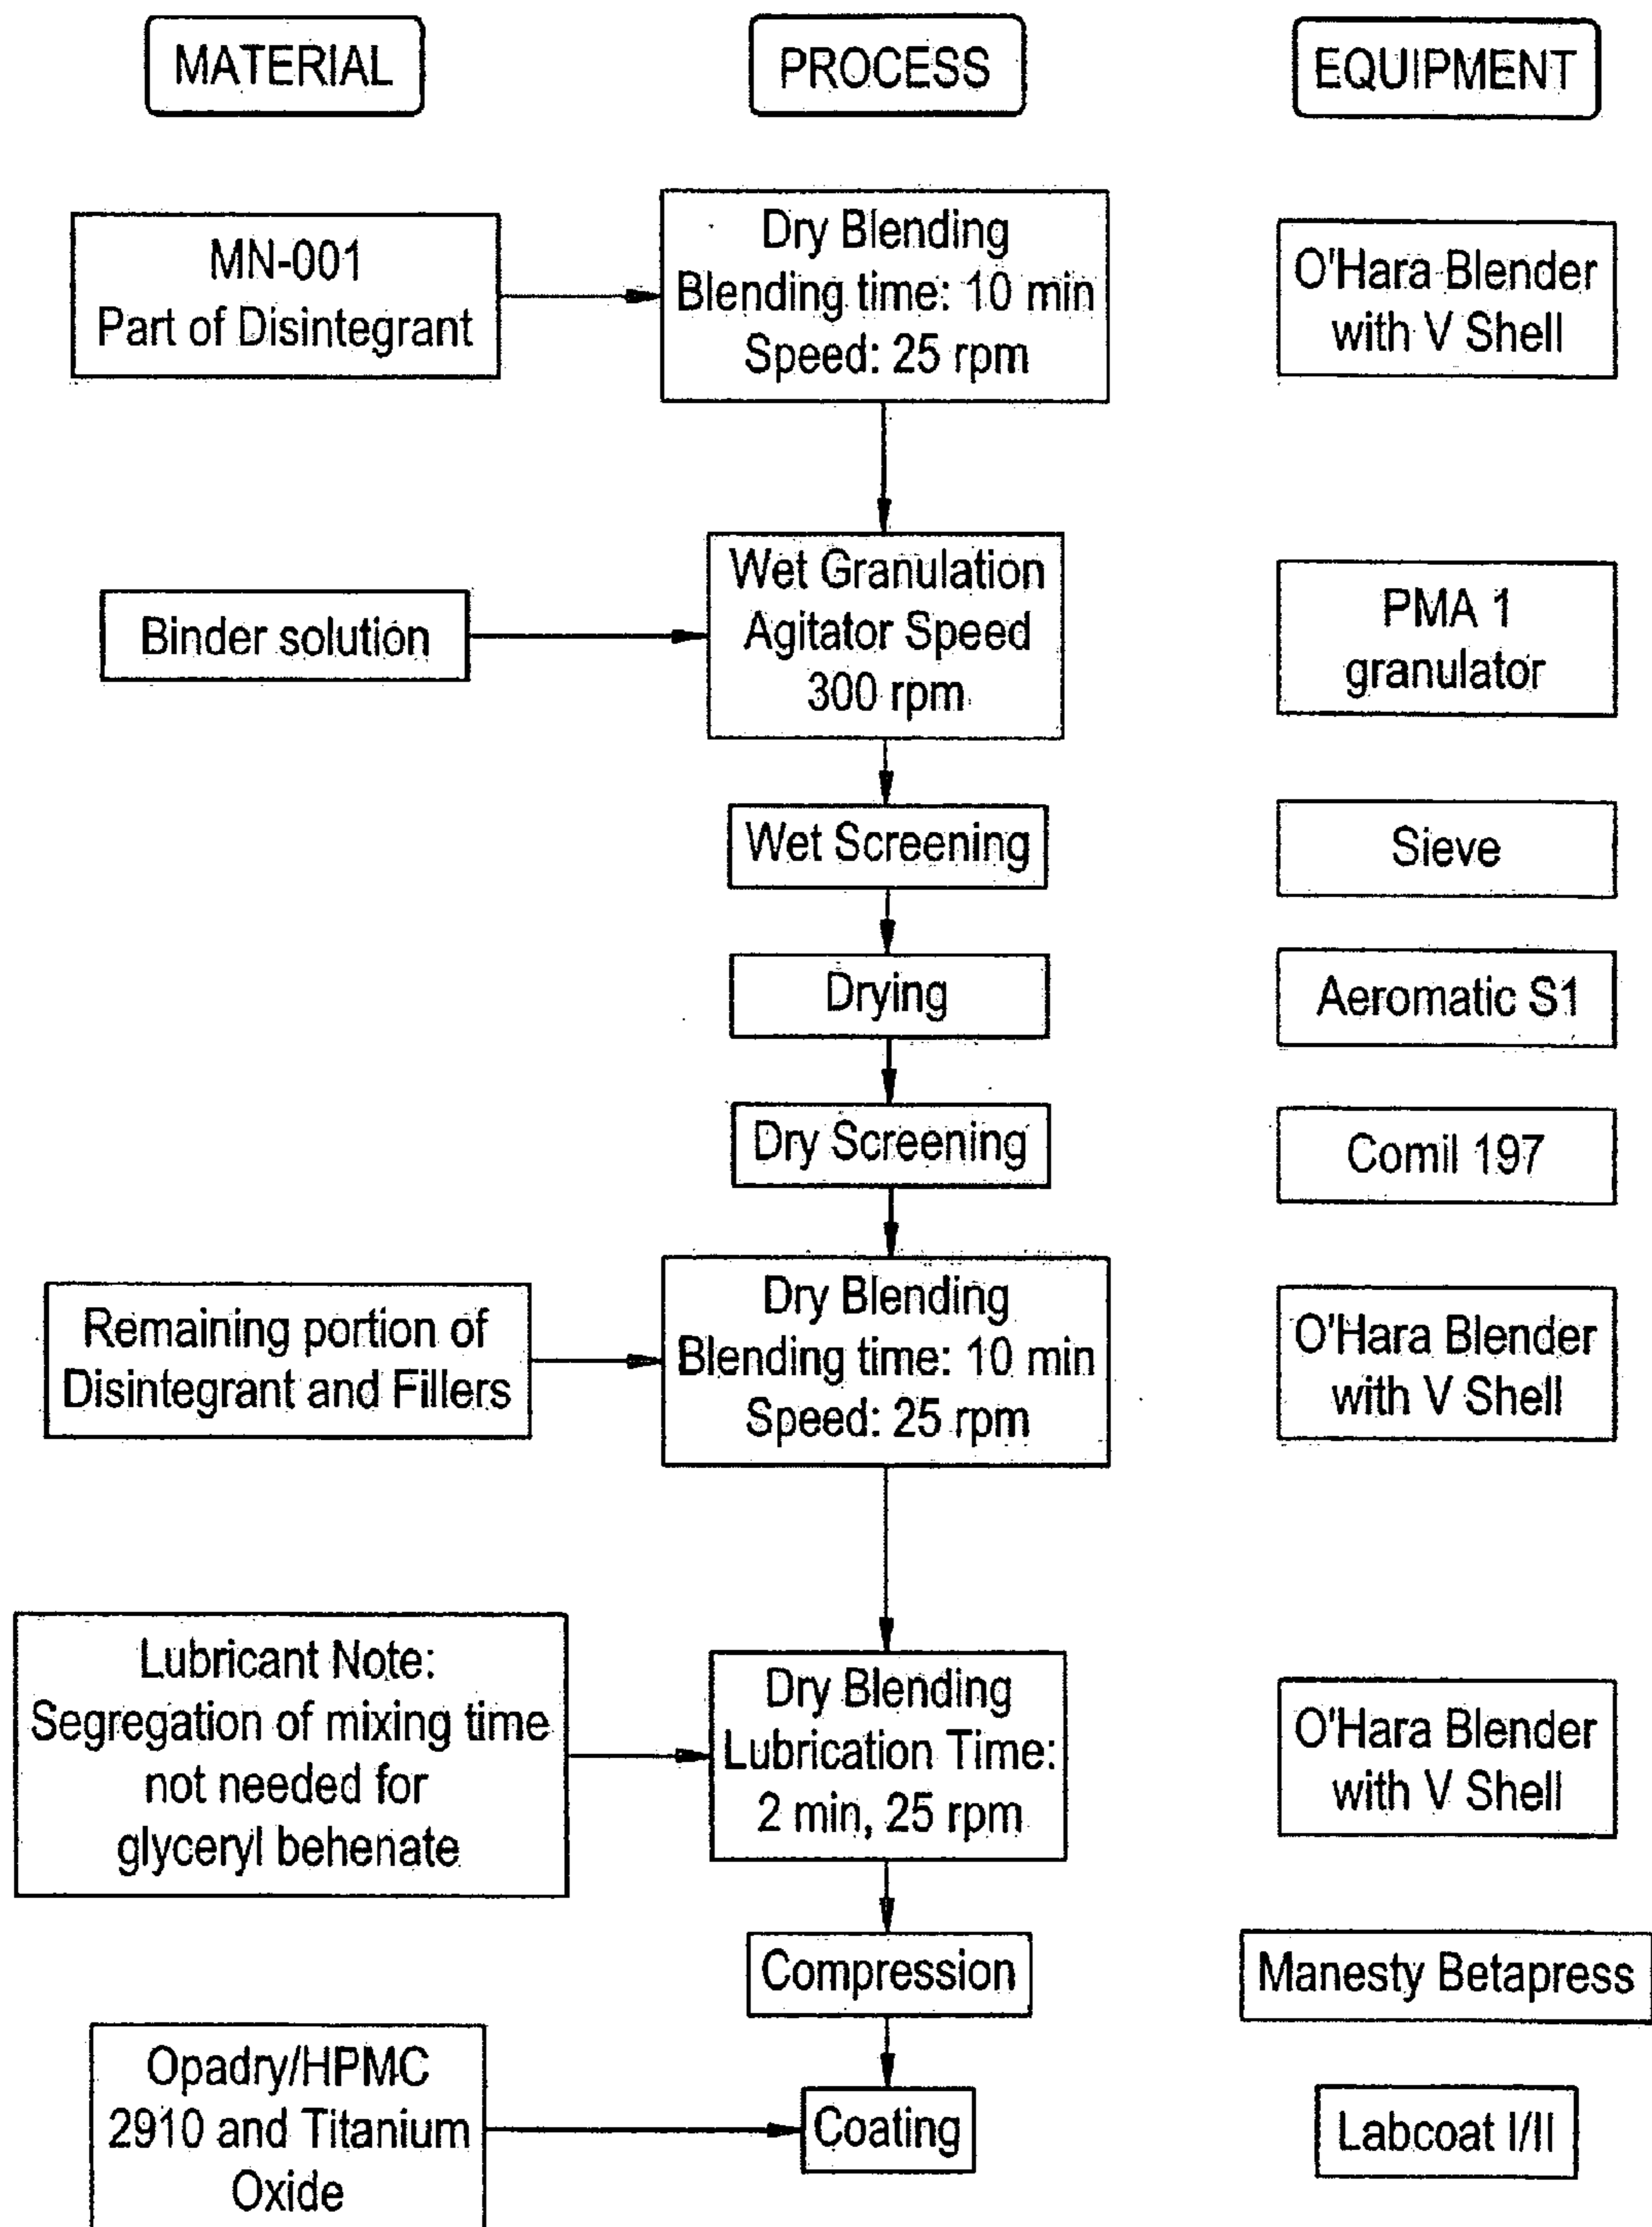 MATERIAL
PROCESS
EQUIPMENT
MN-001
Part of Disintegrant
Dry Blending
Blending time: 10 min
Speed: 25 rpm
O'Hara Blender
with V Shell
Binder solution
Wet Granulation
Agitator Speed
300 rpm
PMA 1
granulator
Wet Screening
Sieve
Drying
Aeromatic S1
Dry Screening
Comil 197
Remaining portion of
Disintegrant and Fillers
Dry Blending
Blending time: 10 min
Speed: 25 rpm
O'Hara Blender
with V Shell
Lubricant Note:
Segregation of mixing time
not needed for
glyceryl behenate
Dry Blending
Lubrication Time:
2 min, 25 rpm
O'Hara Blender
with V Shell
Compression
Manesty Betapress
Opadry/HPMC
2910 and Titanium
Oxide
Coating
Labcoat I/II